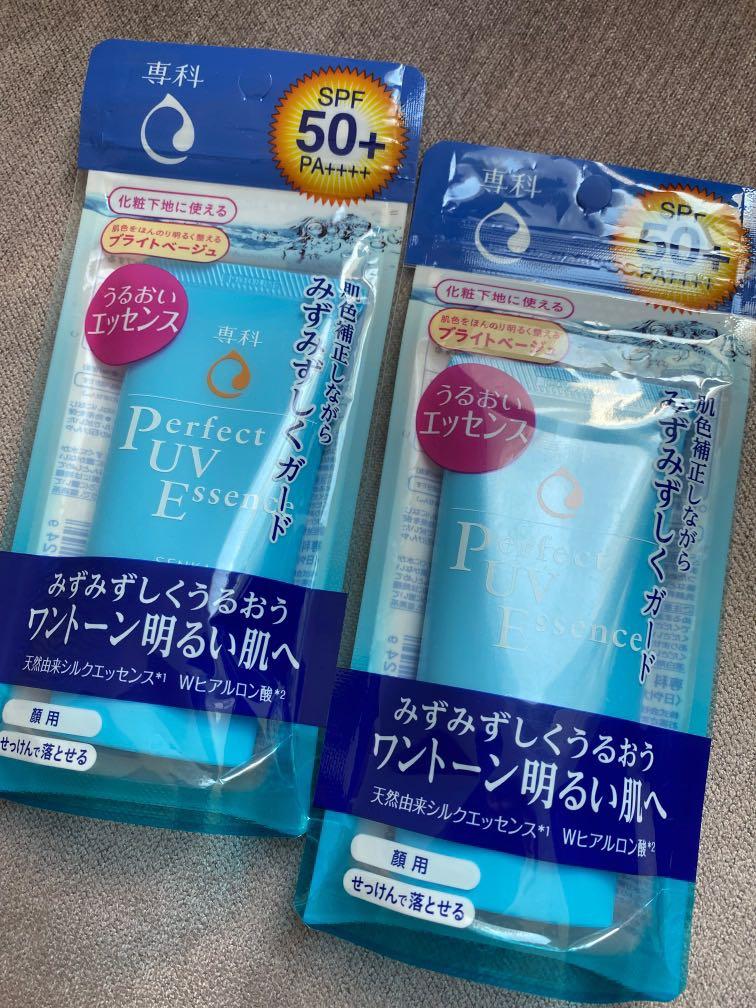 専科
SPF
50+
PA++++
化粧下地に使える
肌色をほんのり明るく整える
ブライトベージュ
うるおい
エッセンス
肌色補正しながら
みずみずしくガード
専科
Perfect
UV
Essence
みずみずしくうるおう
ワントーン明るい肌へ
天然由来シルクエッセンス*1 Wヒアルロン酸*2
顔用
せっけんで落とせる
専科
SPF
50+
PA++++
化粧下地に使える
肌色をほんのり明るく整える
ブライトベージュ
うるおい
エッセンス
肌色補正しながら
みずみずしくガード
Perfect
UV
Essence
みずみずしくうるおう
ワントーン明るい肌へ
天然由来シルクエッセンス*1 Wヒアルロン酸*2
顔用
せっけんで落とせる